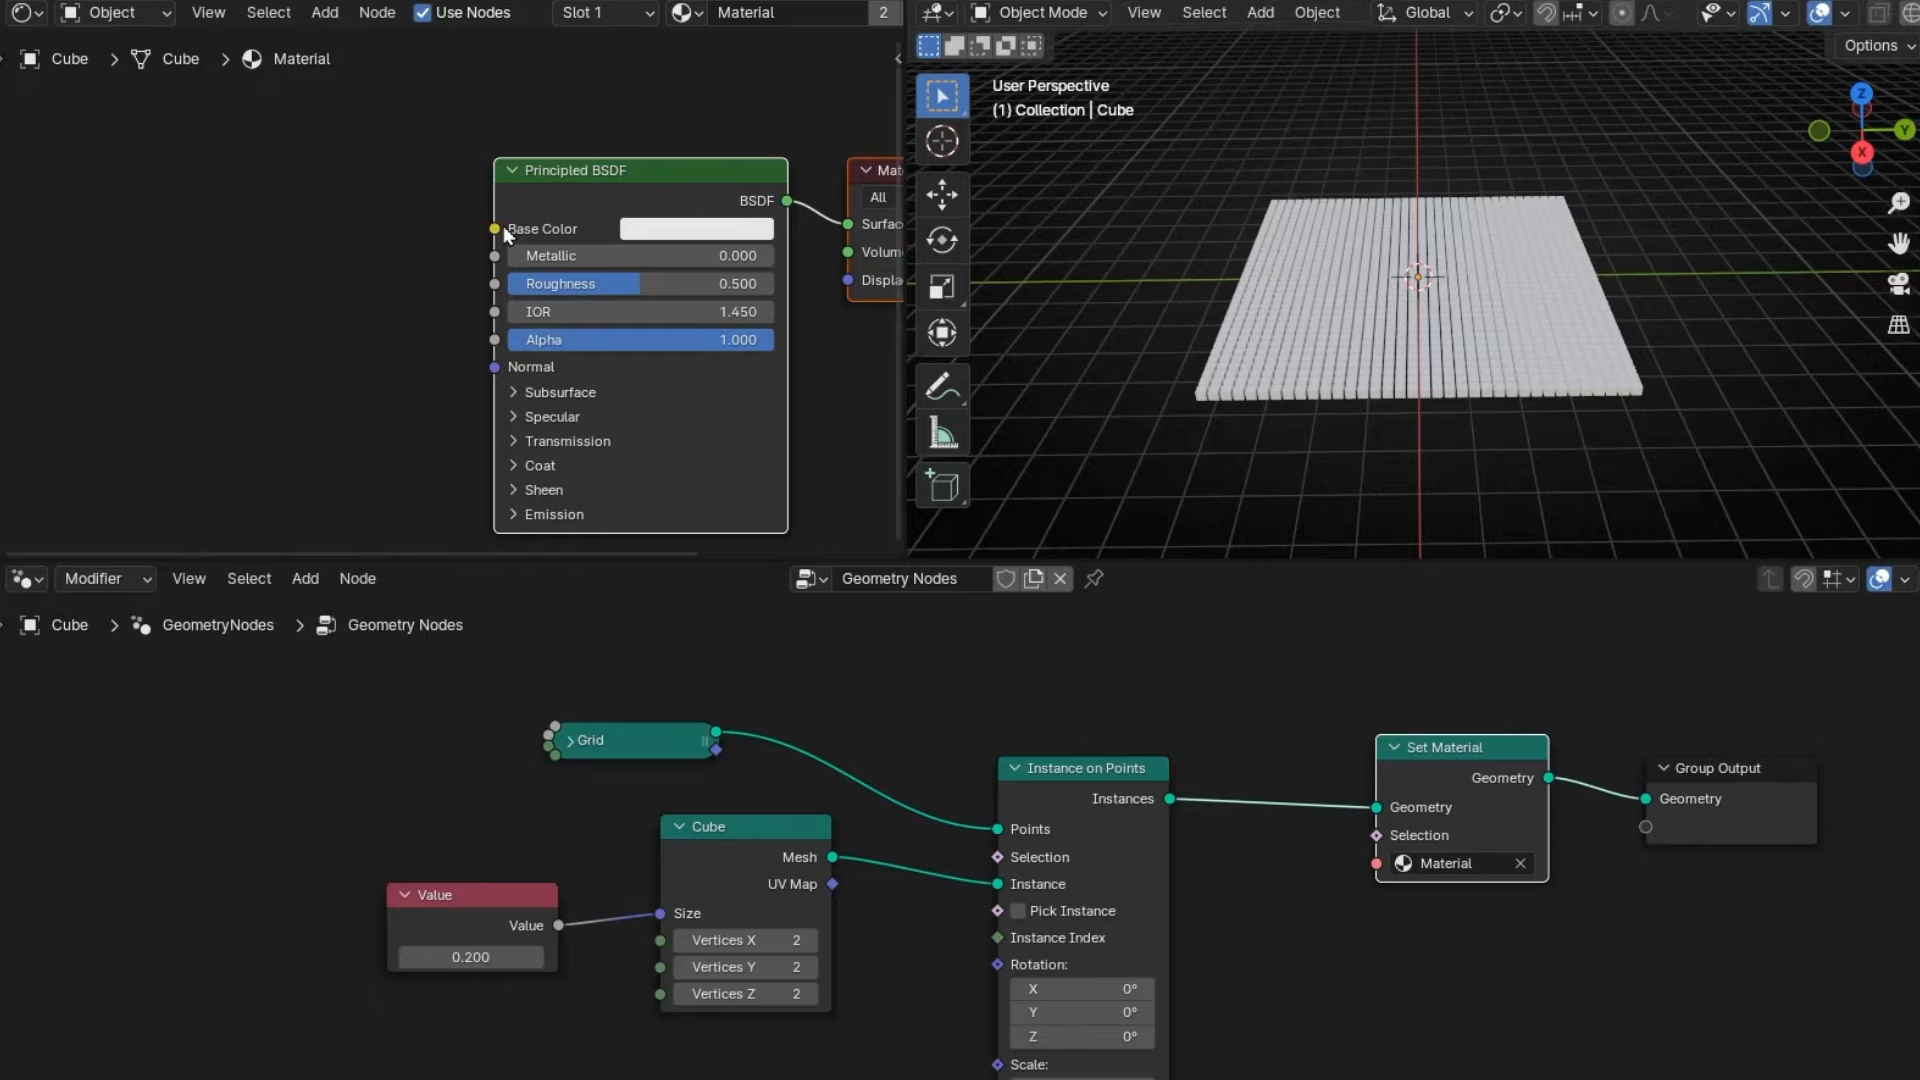 Object View Select Add Node Use Nodes Slot 1 Material 2
Cube Cube Material
Principled BSDF
BSDF
Base Color
Metallic 0.000
Roughness 0.500
IOR 1.450
Alpha 1.000
Normal
Subsurface
Specular
Transmission
Coat
Sheen
Emission
Mat
All
Surfac
Volum
Displa
Object Mode View Select Add Object Global
Options
User Perspective
(1) Collection | Cube
Z
Y
X
Modifier View Select Add Node Geometry Nodes
Cube GeometryNodes Geometry Nodes
Grid
Value
Value
0.200
Cube
Mesh
UV Map
Size
Vertices X 2
Vertices Y 2
Vertices Z 2
Instance on Points
Instances
Points
Selection
Instance
Pick Instance
Instance Index
Rotation:
X 0°
Y 0°
Z 0°
Scale:
Set Material
Geometry
Geometry
Selection
Material
Group Output
Geometry